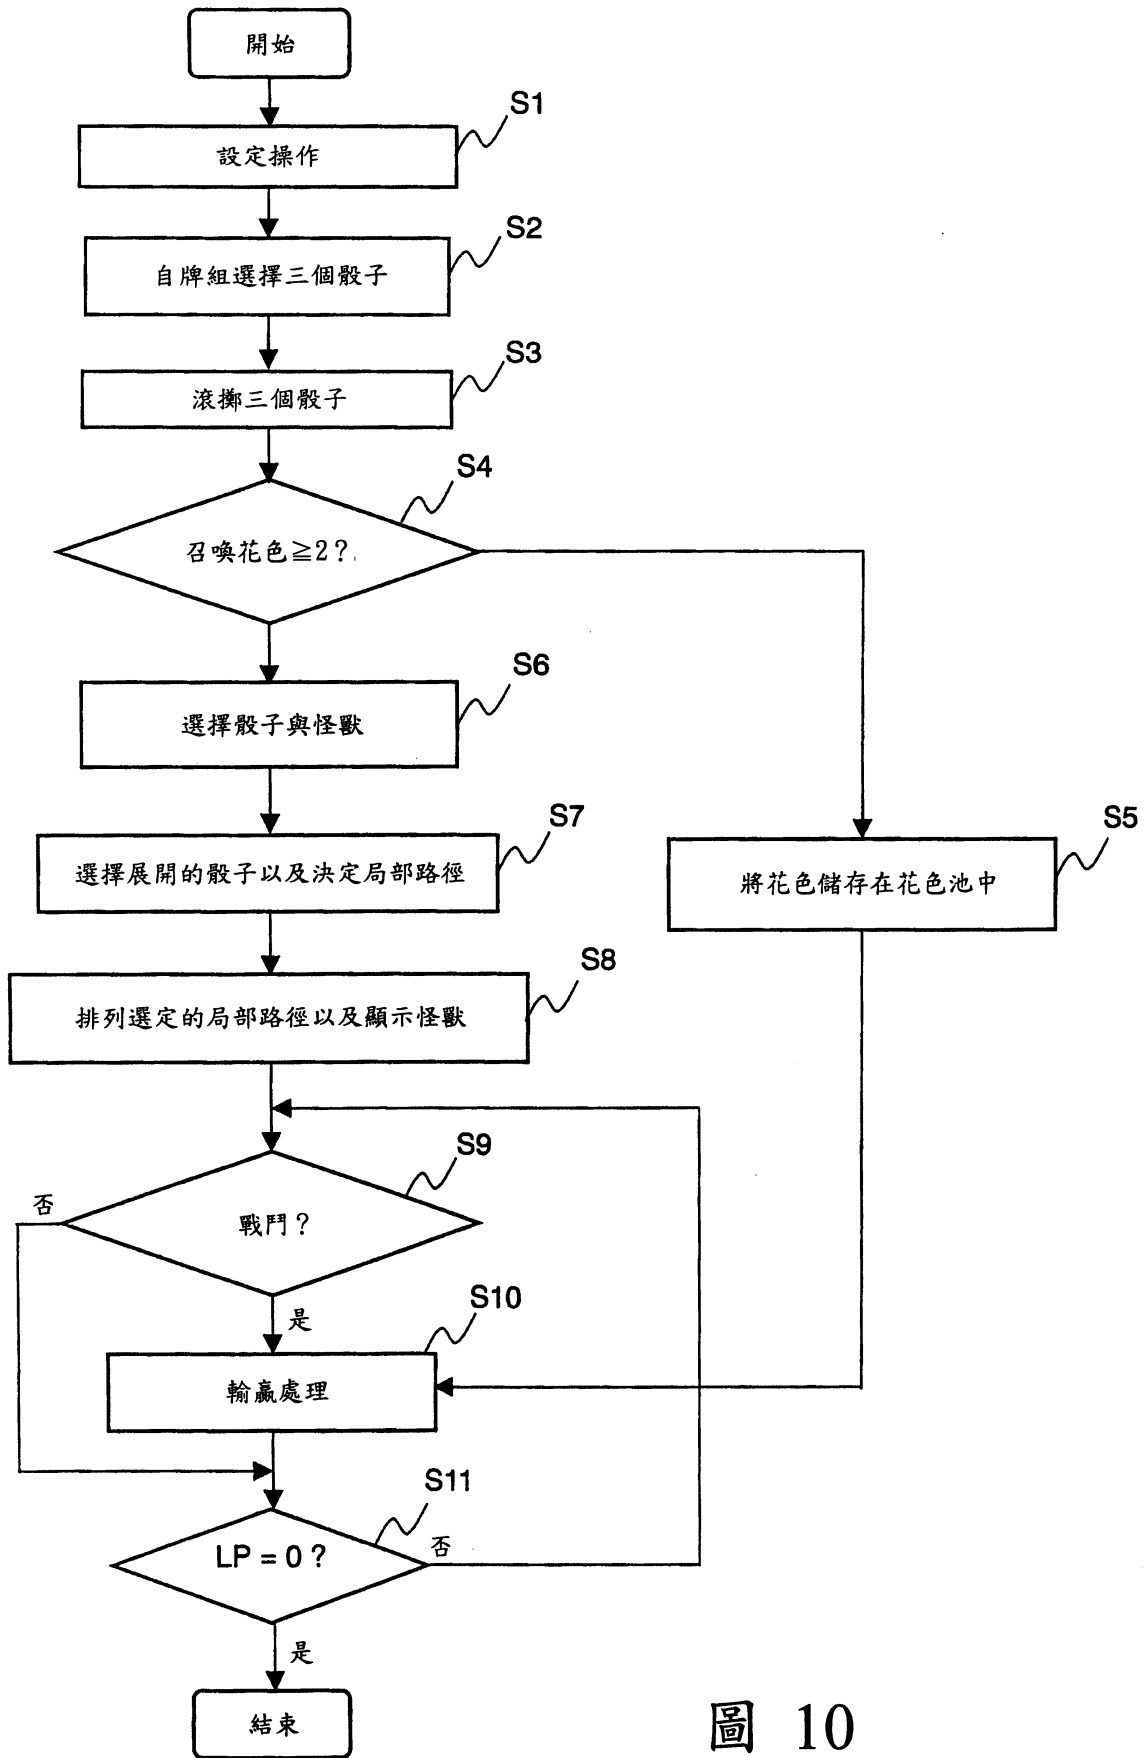 開始
S1
設定操作
S2
自牌組選擇三個骰子
S3
滾擲三個骰子
S4
召喚花色≧2?
S6
選擇骰子與怪獸
S7
選擇展開的骰子以及決定局部路徑
S5
將花色儲存在花色池中
S8
排列選定的局部路徑以及顯示怪獸
S9
否
戰鬥?
是
S10
輸贏處理
S11
LP = 0 ?
否
是
結束
圖 10